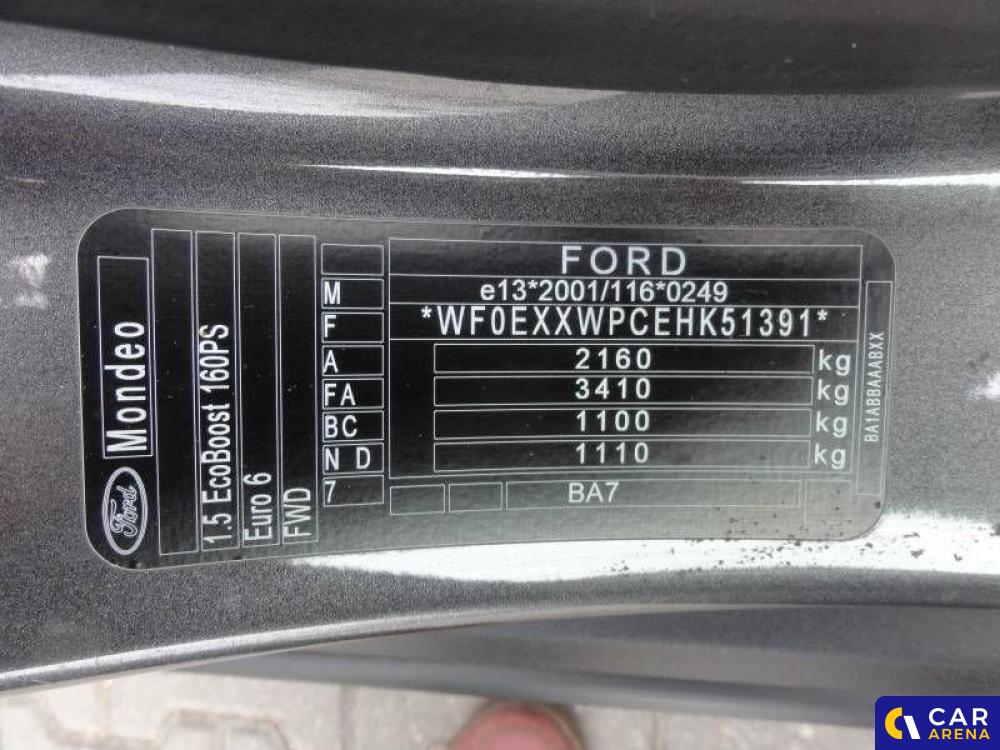 FORD
M e13*2001/116*0249
F *WF0EXXWPCEHK51391*
A 2160 kg
FA 3410 kg
BC 1100 kg
N D 1110 kg
7 BA7
Ford Mondeo
1.5 EcoBoost 160PS
Euro 6
FWD
BA1ABBAAABXX
CAR
ARENA